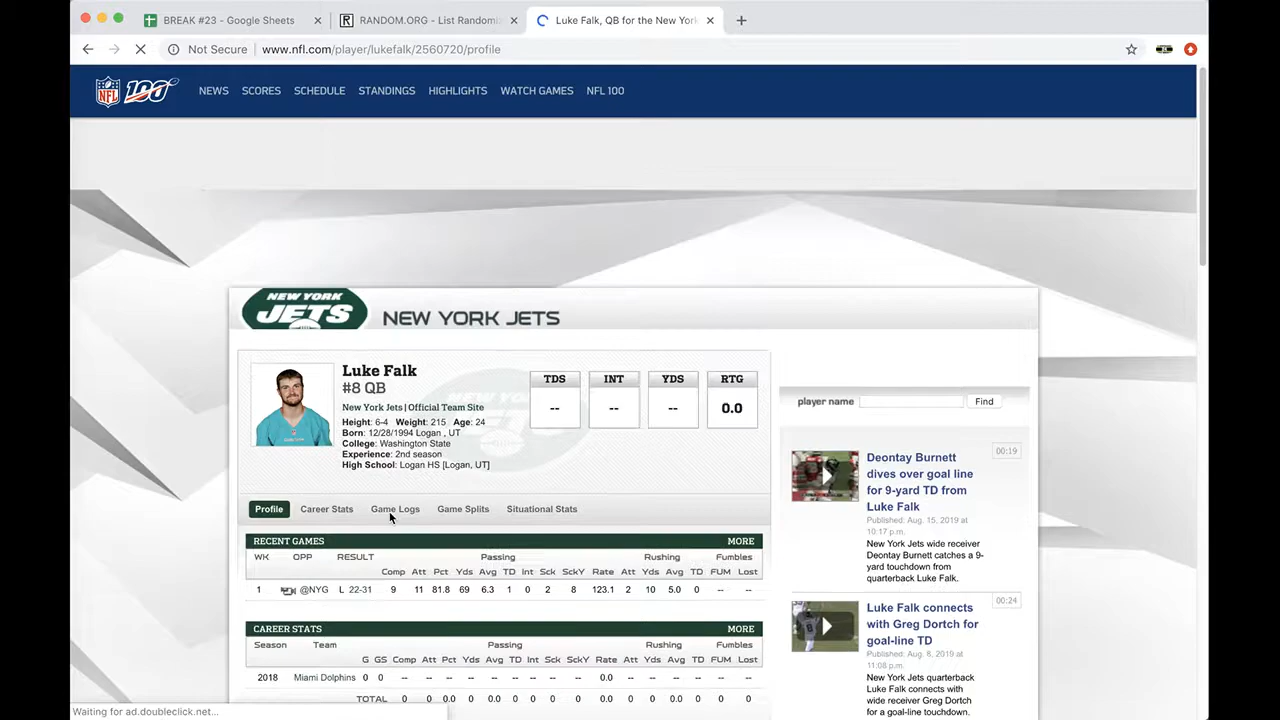 BREAK #23 - Google Sheets
RANDOM.ORG - List Randomiz
Luke Falk, QB for the New York
Not Secure
www.nfl.com/player/lukefalk/2560720/profile
NFL 100
NEWS
SCORES
SCHEDULE
STANDINGS
HIGHLIGHTS
WATCH GAMES
NFL 100
NEW YORK
JETS
NEW YORK JETS
Luke Falk
#8 QB
New York Jets | Official Team Site
Height: 6-4 Weight: 215 Age: 24
Born: 12/28/1994 Logan , UT
College: Washington State
Experience: 2nd season
High School: Logan HS [Logan, UT]
TDS INT YDS RTG
-- -- -- 0.0
player name Find
Profile Career Stats Game Logs Game Splits Situational Stats
RECENT GAMES MORE
WK OPP RESULT Passing Rushing Fumbles
Comp Att Pct Yds Avg TD Int Sck SckY Rate Att Yds Avg TD FUM Lost
1 @NYG L 22-31 9 11 81.8 69 6.3 1 0 2 8 123.1 2 10 5.0 0 -- --
CAREER STATS MORE
Season Team Passing Rushing Fumbles
G GS Comp Att Pct Yds Avg TD Int Sck SckY Rate Att Yds Avg TD FUM Lost
2018 Miami Dolphins 0 0 -- -- -- -- -- -- -- -- -- 0.0 -- -- -- -- -- --
TOTAL 0 0 0.0 0 0.0 0 0 0 0 0.0 0 0 0.0 0 0 0
00:19
Deontay Burnett
dives over goal line
for 9-yard TD from
Luke Falk
Published: Aug. 15, 2019 at
10:17 p.m.
New York Jets wide receiver
Deontay Burnett catches a 9-
yard touchdown from
quarterback Luke Falk.
00:24
Luke Falk connects
with Greg Dortch for
goal-line TD
Published: Aug. 8, 2019 at
11:08 p.m.
New York Jets quarterback
Luke Falk connects with
wide receiver Greg Dortch
for a goal-line touchdown.
Waiting for ad.doubleclick.net...